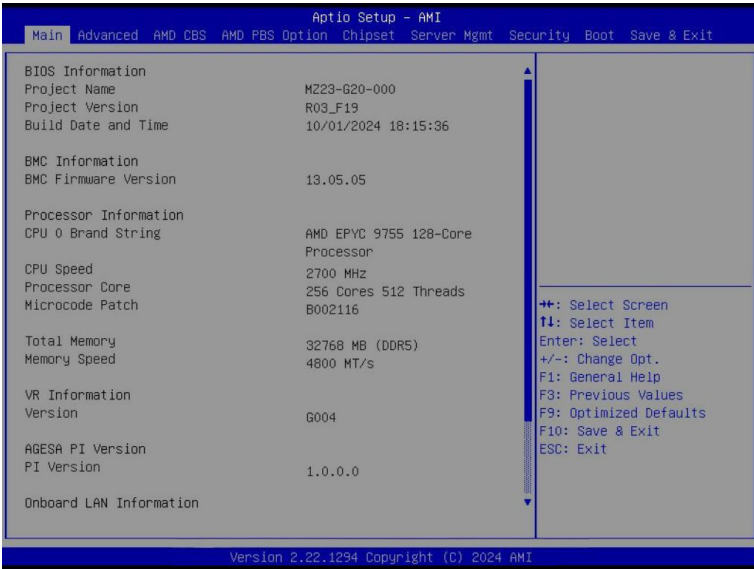 Aptio Setup - AMI
Main Advanced AMD CBS AMD PBS Option Chipset Server Mgmt Security Boot Save & Exit
BIOS Information
Project Name MZ23-G20-000
Project Version R03_F19
Build Date and Time 10/01/2024 18:15:36
BMC Information
BMC Firmware Version 13.05.05
Processor Information
CPU 0 Brand String AMD EPYC 9755 128-Core
Processor
CPU Speed 2700 MHz
Processor Core 256 Cores 512 Threads
Microcode Patch B002116
Total Memory 32768 MB (DDR5)
Memory Speed 4800 MT/s
VR Information
Version G004
AGESA PI Version
PI Version 1.0.0.0
Onboard LAN Information
→←: Select Screen
↑↓: Select Item
Enter: Select
+/-: Change Opt.
F1: General Help
F3: Previous Values
F9: Optimized Defaults
F10: Save & Exit
ESC: Exit
Version 2.22.1294 Copyright (C) 2024 AMI